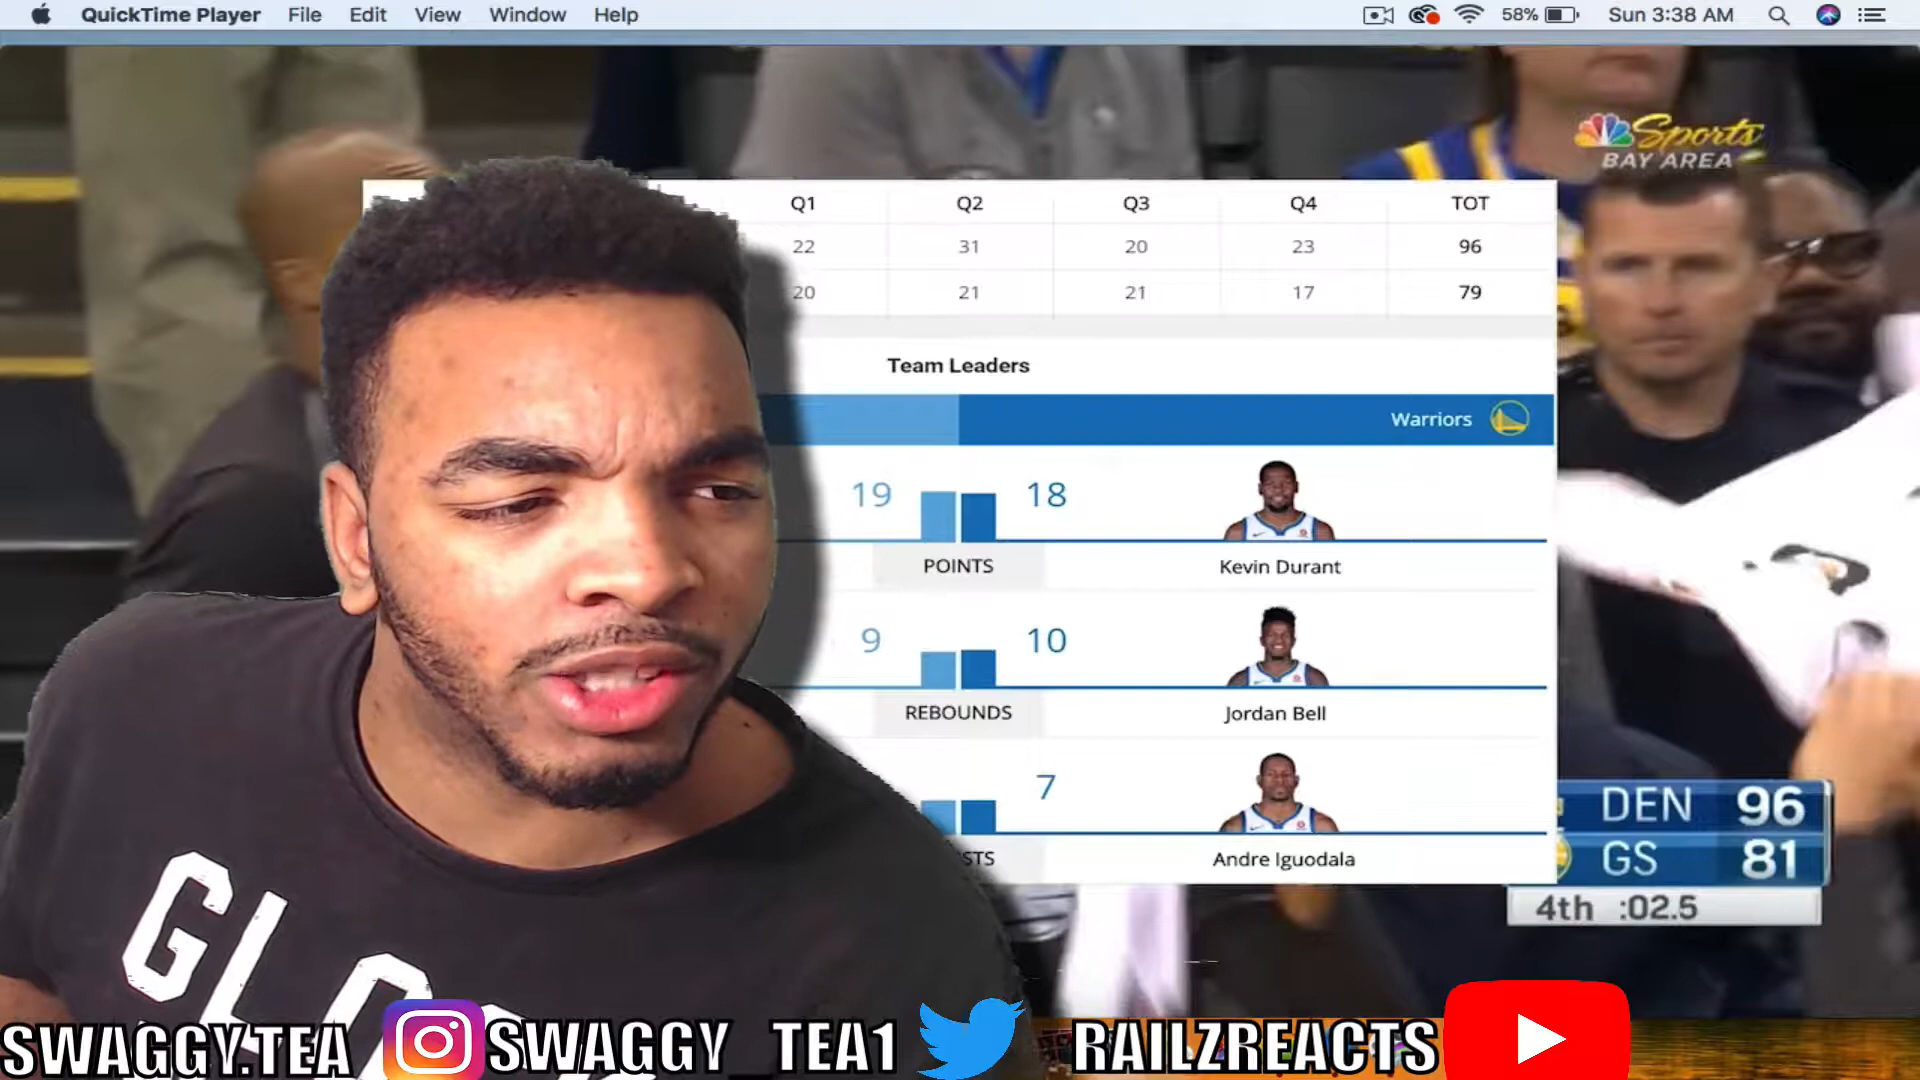 QuickTime Player File Edit View Window Help 58% Sun 3:38 AM
Sports
BAY AREA
Q1 Q2 Q3 Q4 TOT
22 31 20 23 96
20 21 21 17 79
Team Leaders
Warriors
19 18
POINTS
Kevin Durant
9 10
REBOUNDS
Jordan Bell
7
STS
Andre Iguodala
DEN 96
GS 81
4th :02.5
GLO
SWAGGY.TEA SWAGGY_TEA1 RAILZREACTS